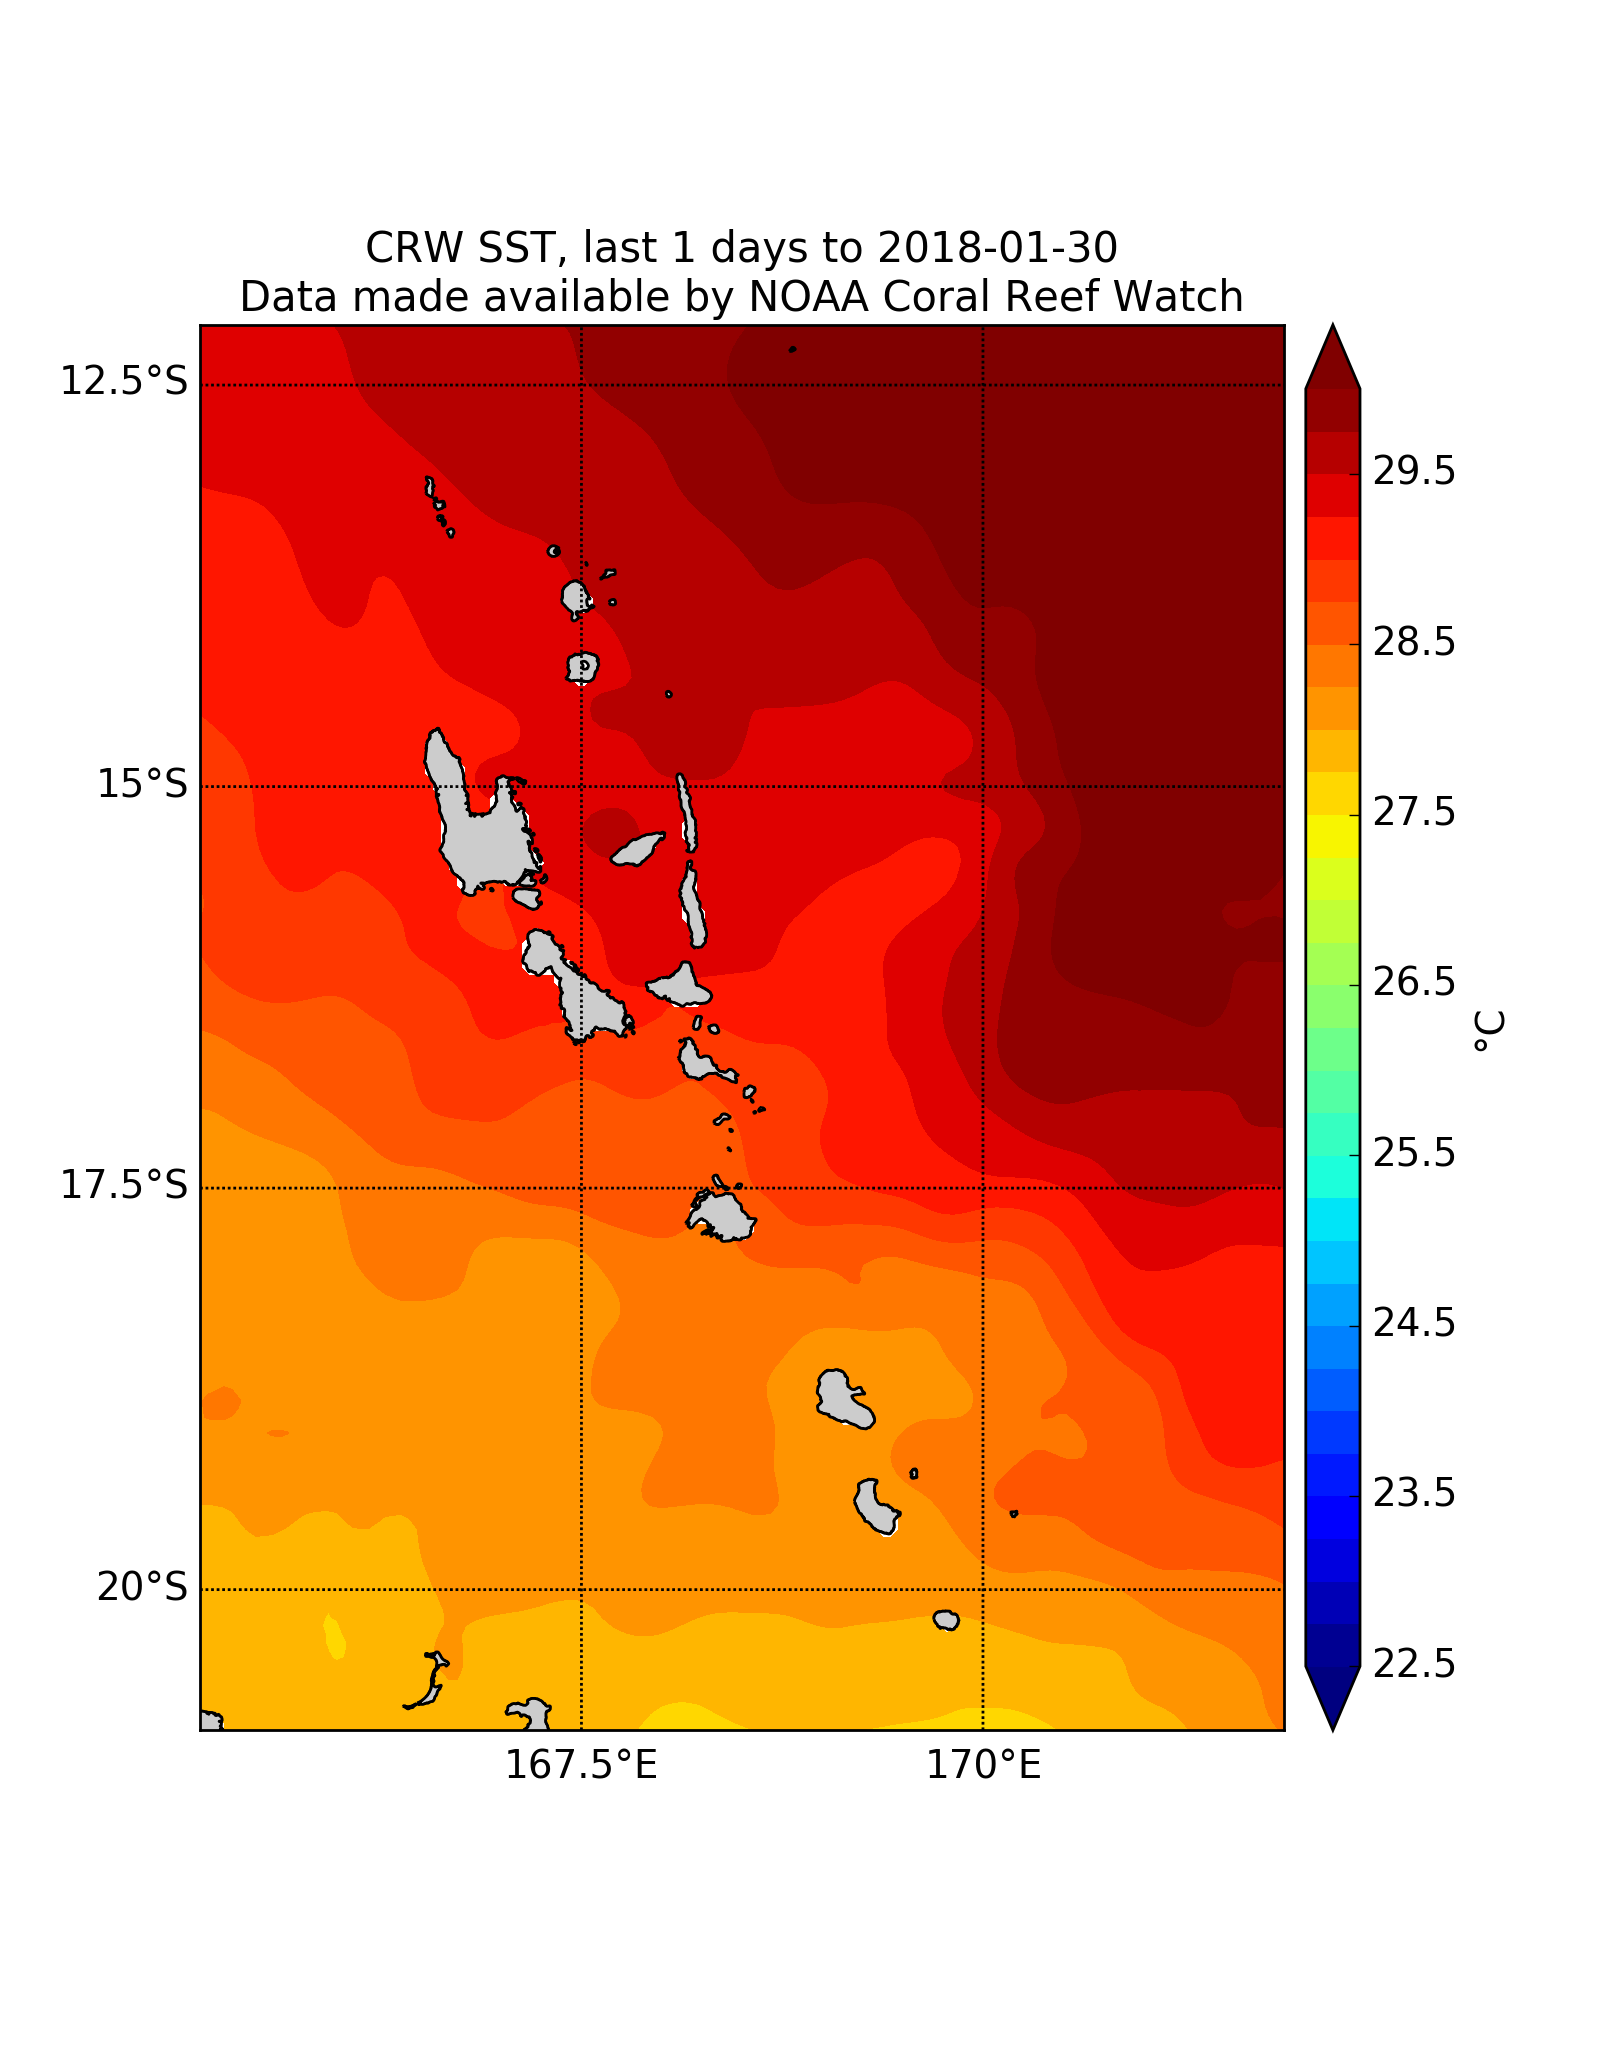 CRW SST, last 1 days to 2018-01-30
Data made available by NOAA Coral Reef Watch
12.5°S
15°S
17.5°S
20°S
167.5°E
170°E
29.5
28.5
27.5
26.5
25.5
24.5
23.5
22.5
°C